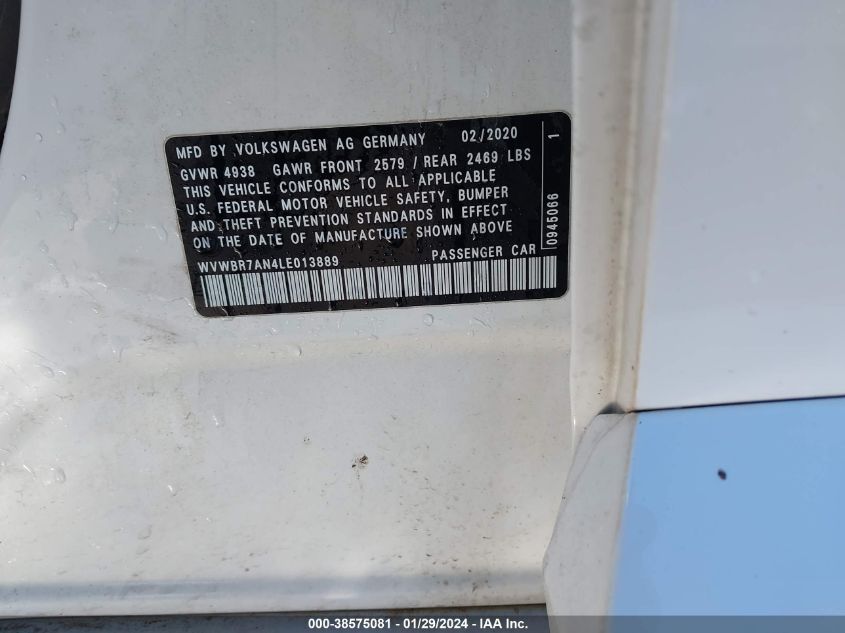 MFD BY VOLKSWAGEN AG GERMANY 02/2020
GVWR 4938 GAWR FRONT 2579 / REAR 2469 LBS
THIS VEHICLE CONFORMS TO ALL APPLICABLE
U.S. FEDERAL MOTOR VEHICLE SAFETY, BUMPER
AND THEFT PREVENTION STANDARDS IN EFFECT
ON THE DATE OF MANUFACTURE SHOWN ABOVE
WVWBR7AN4LE013889 PASSENGER CAR
0945066 1
000-38575081 - 01/29/2024 - IAA, Inc.